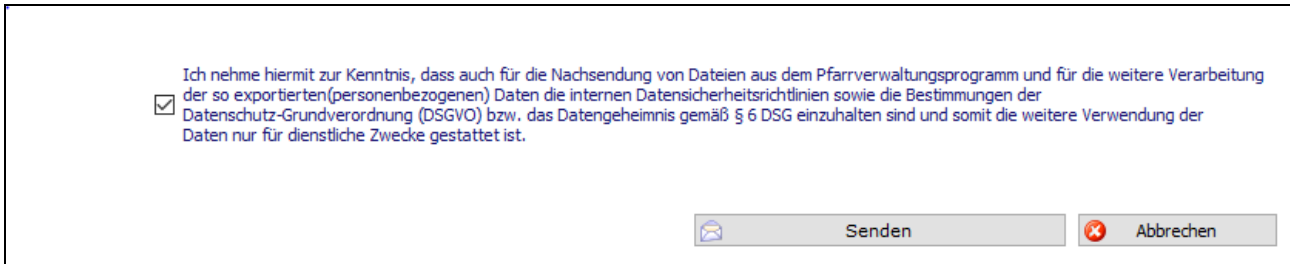 Ich nehme hiermit zur Kenntnis, dass auch für die Nachsendung von Dateien aus dem Pfarrverwaltungsprogramm und für die weitere Verarbeitung
der so exportierten(personenbezogenen) Daten die internen Datensicherheitsrichtlinien sowie die Bestimmungen der
Datenschutz-Grundverordnung (DSGVO) bzw. das Datengeheimnis gemäß § 6 DSG einzuhalten sind und somit die weitere Verwendung der
Daten nur für dienstliche Zwecke gestattet ist.
Senden
Abbrechen